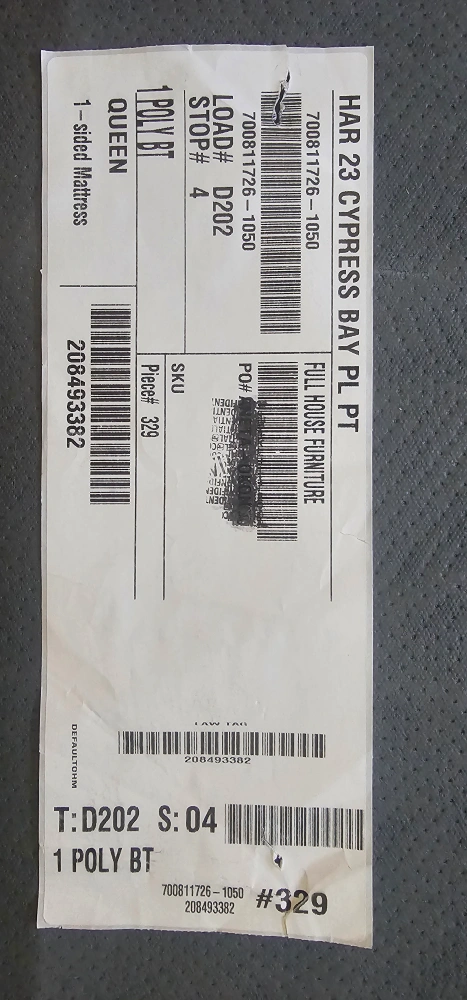 HAR 23 CYPRESS BAY PL PT
700811726-1050
700811726-1050
LOAD# D202
STOP# 4
1 POLY BT
QUEEN
1-sided Mattress
FULL HOUSE FURNITURE
PO#
SKU
Piece# 329
208493382
208493382
DEFAULTOHM
T:D202 S:04
1 POLY BT
700811726-1050
208493382
#329